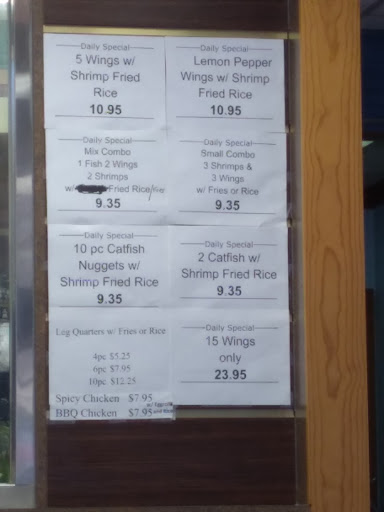 Daily Special
5 Wings w/
Shrimp Fried
Rice
10.95
Daily Special
Lemon Pepper
Wings w/ Shrimp
Fried Rice
10.95
Daily Special
Mix Combo
1 Fish 2 Wings
2 Shrimps
w/ Fried Rice/
9.35
Daily Special
Small Combo
3 Shrimps &
3 Wings
w/ Fries or Rice
9.35
Daily Special
10 pc Catfish
Nuggets w/
Shrimp Fried Rice
9.35
Daily Special
2 Catfish w/
Shrimp Fried Rice
9.35
Leg Quarters w/ Fries or Rice
4pc $5.25
6pc $7.95
10pc $12.25
Spicy Chicken $7.95
BBQ Chicken $7.95
Daily Special
15 Wings
only
23.95